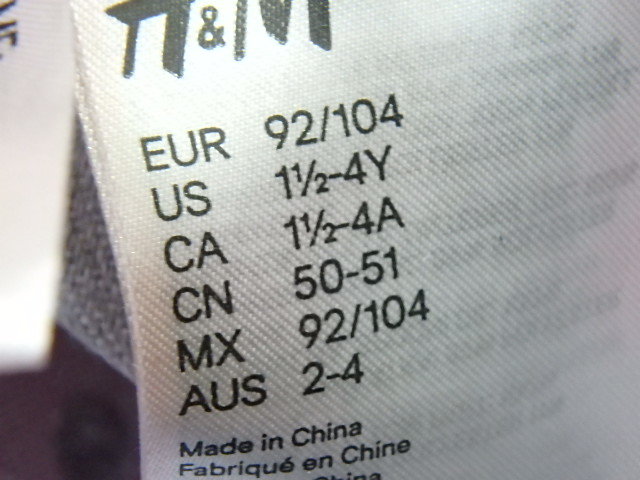 H&M
EUR 92/104
US 1½-4Y
CA 1½-4A
CN 50-51
MX 92/104
AUS 2-4
Made in China
Fabriqué en Chine
China